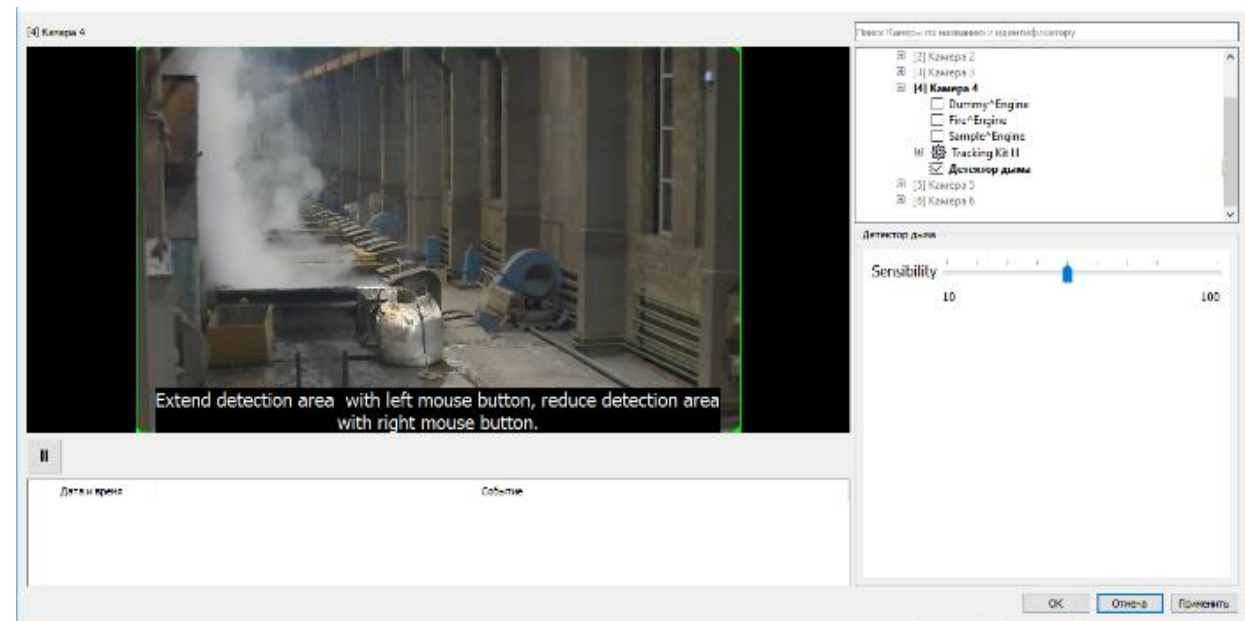 [4] Камера 4
Поиск Камеры по названию и идентификатору
[2] Камера 2
[3] Камера 3
[4] Камера 4
Dummy^Engine
Fire^Engine
Sample^Engine
Tracking Kit III
Детектор дыма
[5] Камера 5
[6] Камера 6
Детектор дыма
Sensibility
10 100
Extend detection area with left mouse button, reduce detection area
with right mouse button.
Дата и время Событие
OK Отмена Применить